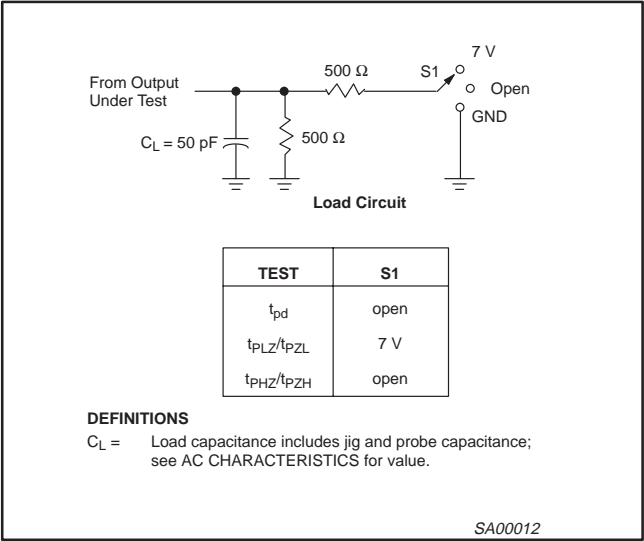 7 V
500 Ω
S1
From Output
Under Test
Open
GND
C_L = 50 pF
500 Ω
Load Circuit
TEST S1
t_pd open
t_PLZ/t_PZL 7 V
t_PHZ/t_PZH open
DEFINITIONS
C_L = Load capacitance includes jig and probe capacitance;
see AC CHARACTERISTICS for value.
SA00012